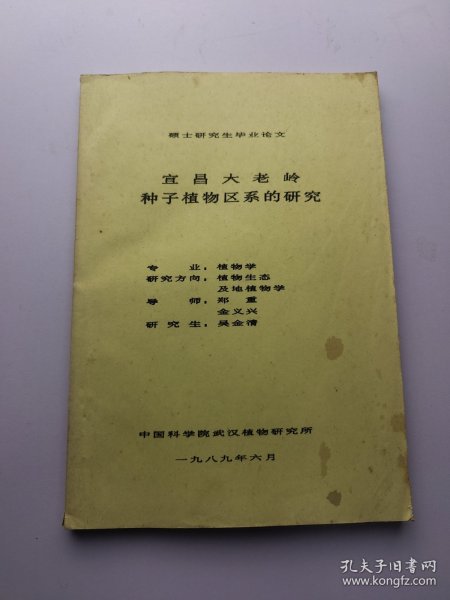 硕士研究生毕业论文
宜昌大老岭
种子植物区系的研究
专业：植物学
研究方向：植物生态
及地植物学
导师：郑重
金义兴
研究生：吴金清
中国科学院武汉植物研究所
一九八九年六月
孔夫子旧书网
www.kongfz.com